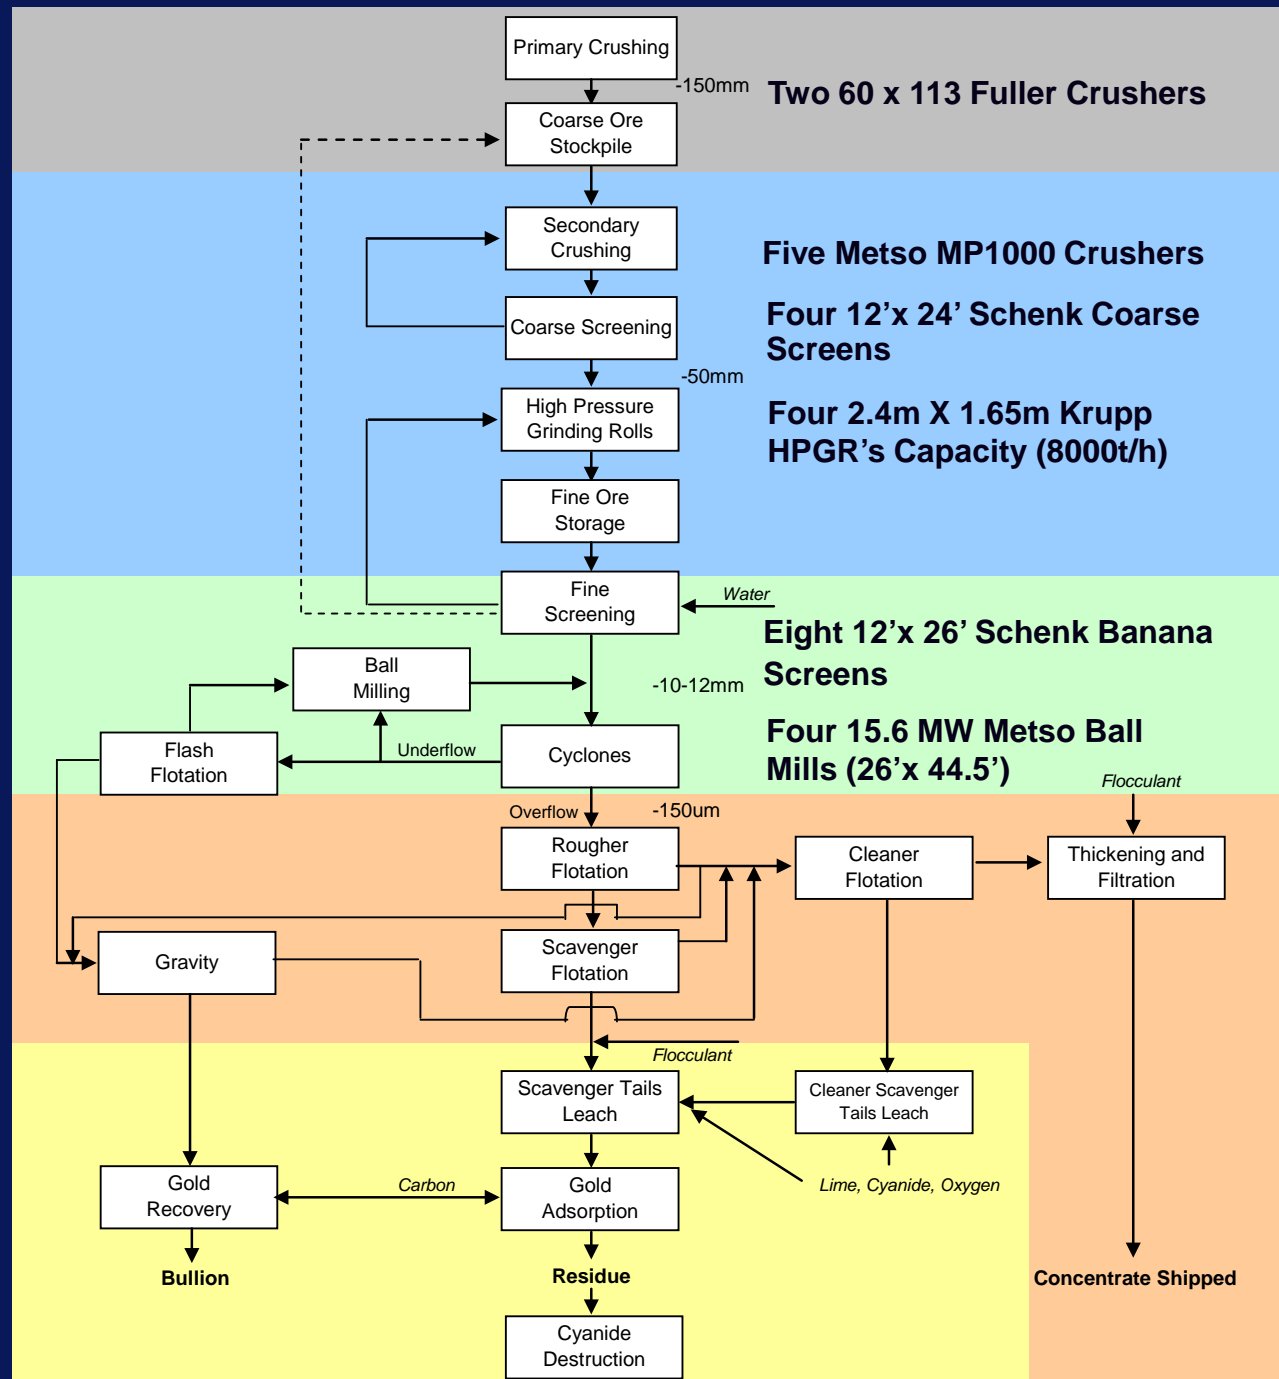 Primary Crushing
-150mm
Two 60 x 113 Fuller Crushers
Coarse Ore
Stockpile
Secondary
Crushing
Five Metso MP1000 Crushers
Coarse Screening
Four 12’x 24’ Schenk Coarse
Screens
-50mm
High Pressure
Grinding Rolls
Four 2.4m X 1.65m Krupp
HPGR’s Capacity (8000t/h)
Fine Ore
Storage
Fine
Screening
Water
Eight 12’x 26’ Schenk Banana
Screens
Ball
Milling
-10-12mm
Flash
Flotation
Underflow
Cyclones
Four 15.6 MW Metso Ball
Mills (26’x 44.5’)
Flocculant
Overflow
-150um
Rougher
Flotation
Cleaner
Flotation
Thickening and
Filtration
Gravity
Scavenger
Flotation
Flocculant
Scavenger Tails
Leach
Cleaner Scavenger
Tails Leach
Gold
Recovery
Carbon
Gold
Adsorption
Lime, Cyanide, Oxygen
Bullion
Residue
Concentrate Shipped
Cyanide
Destruction